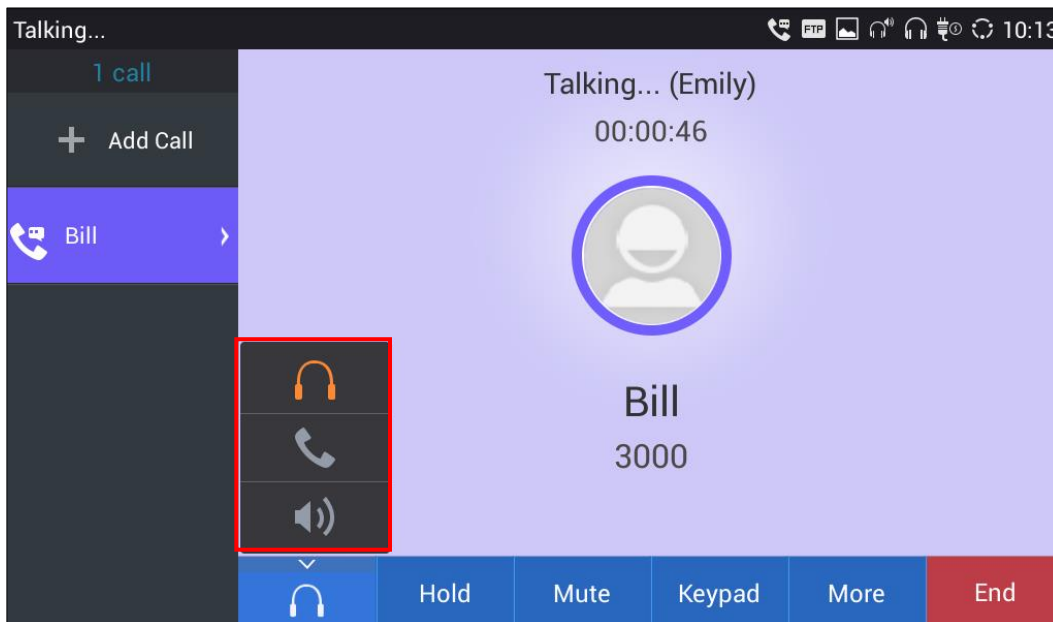 Talking...
FTP
10:13
1 call
Add Call
Bill
Talking... (Emily)
00:00:46
Bill
3000
Hold
Mute
Keypad
More
End